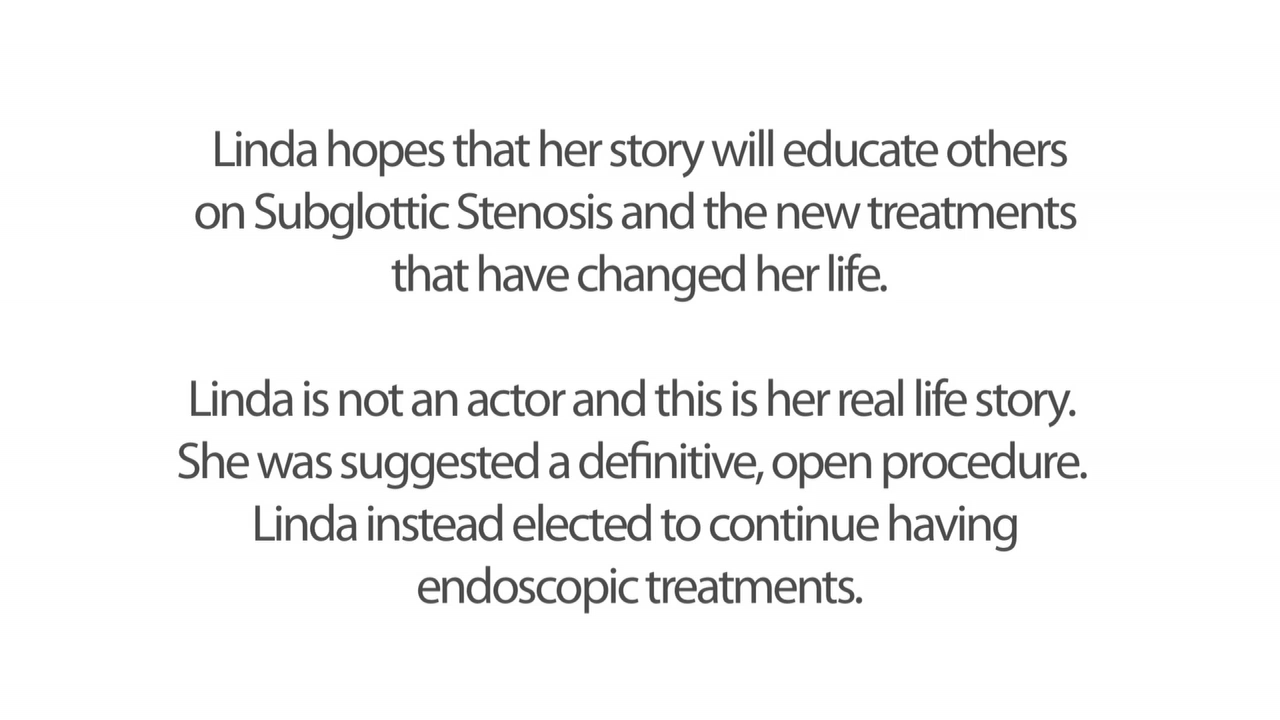 Linda hopes that her story will educate others
on Subglottic Stenosis and the new treatments
that have changed her life.
Linda is not an actor and this is her real life story.
She was suggested a definitive, open procedure.
Linda instead elected to continue having
endoscopic treatments.